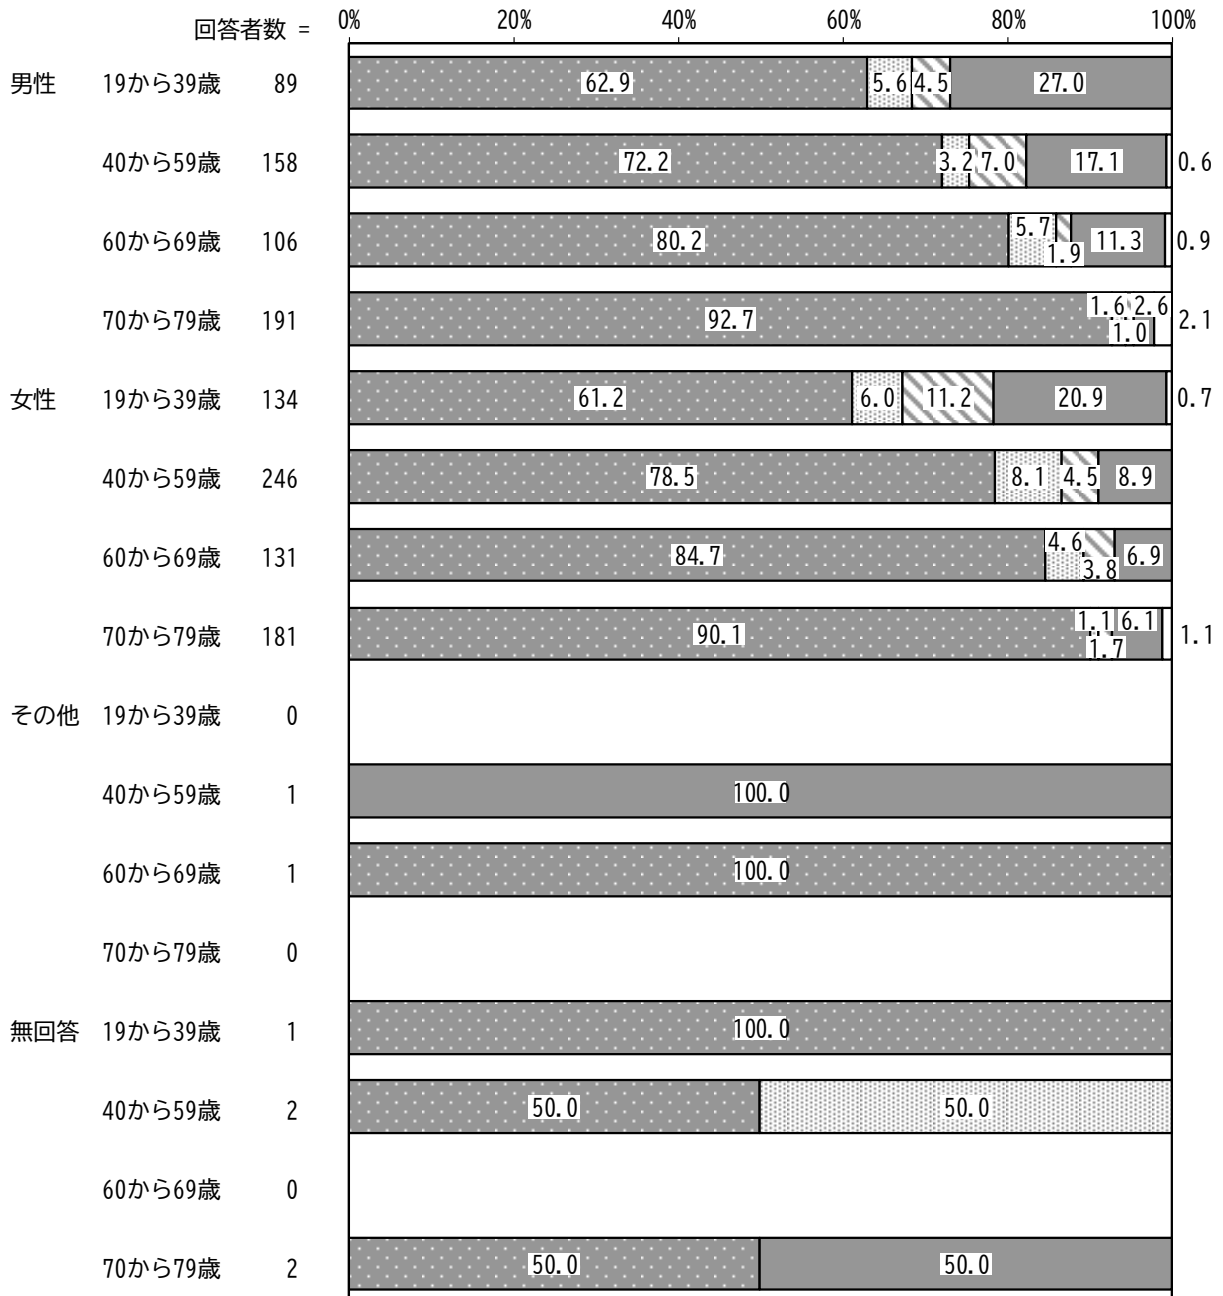 回答者数 = 0% 20% 40% 60% 80% 100%
男性 19から39歳 89 62.9 5.6 4.5 27.0
40から59歳 158 72.2 3.2 7.0 17.1 0.6
60から69歳 106 80.2 5.7 1.9 11.3 0.9
70から79歳 191 92.7 1.6 1.0 2.6 2.1
女性 19から39歳 134 61.2 6.0 11.2 20.9 0.7
40から59歳 246 78.5 8.1 4.5 8.9
60から69歳 131 84.7 4.6 3.8 6.9
70から79歳 181 90.1 1.1 1.7 6.1 1.1
その他 19から39歳 0
40から59歳 1 100.0
60から69歳 1 100.0
70から79歳 0
無回答 19から39歳 1 100.0
40から59歳 2 50.0 50.0
60から69歳 0
70から79歳 2 50.0 50.0